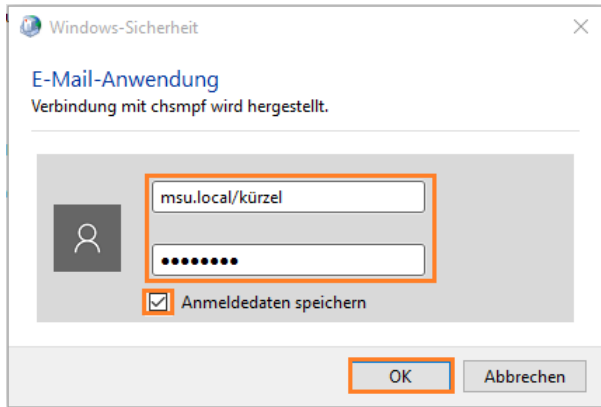 Windows-Sicherheit
E-Mail-Anwendung
Verbindung mit chsmpf wird hergestellt.
msu.local/kürzel
●●●●●●●●
Anmeldedaten speichern
OK Abbrechen